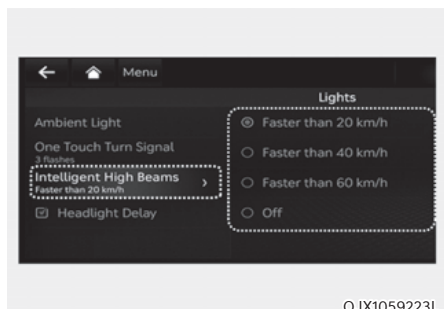 Menu
Lights
Ambient Light
One Touch Turn Signal
3 flashes
Intelligent High Beams
Faster than 20 km/h
Headlight Delay
Faster than 20 km/h
Faster than 40 km/h
Faster than 60 km/h
Off
OJX1059223L